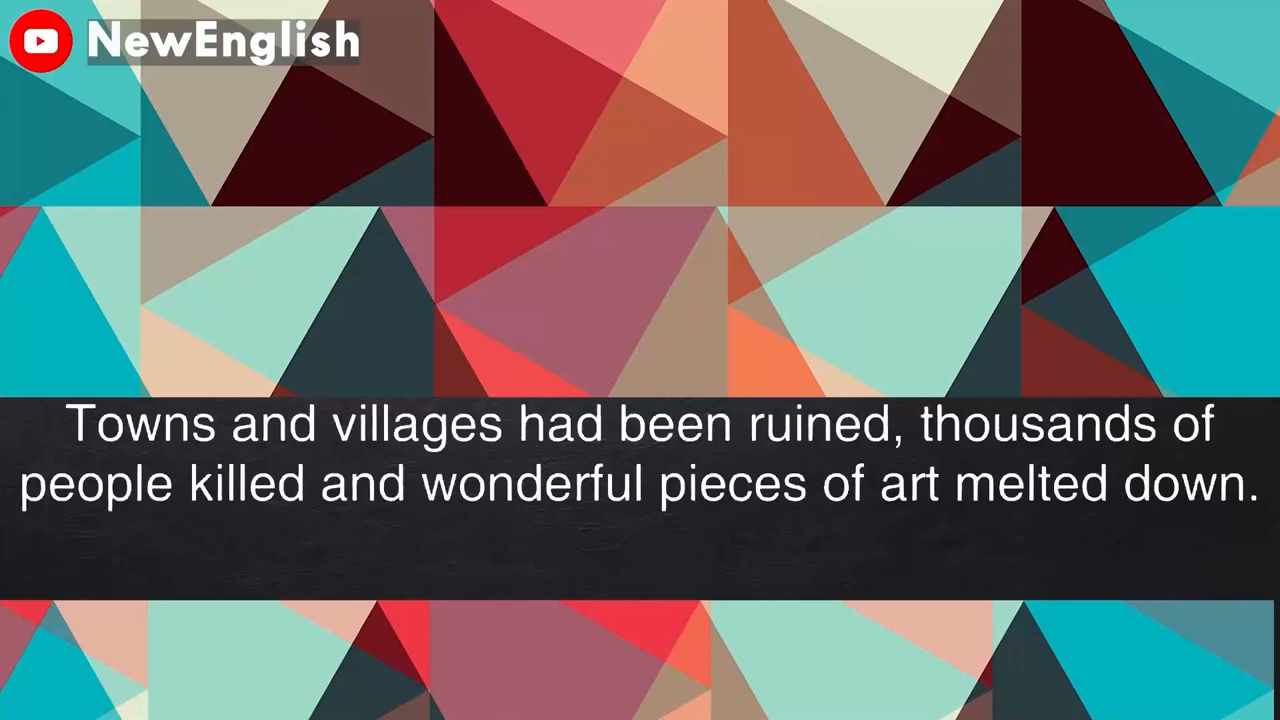 NewEnglish
Towns and villages had been ruined, thousands of
people killed and wonderful pieces of art melted down.